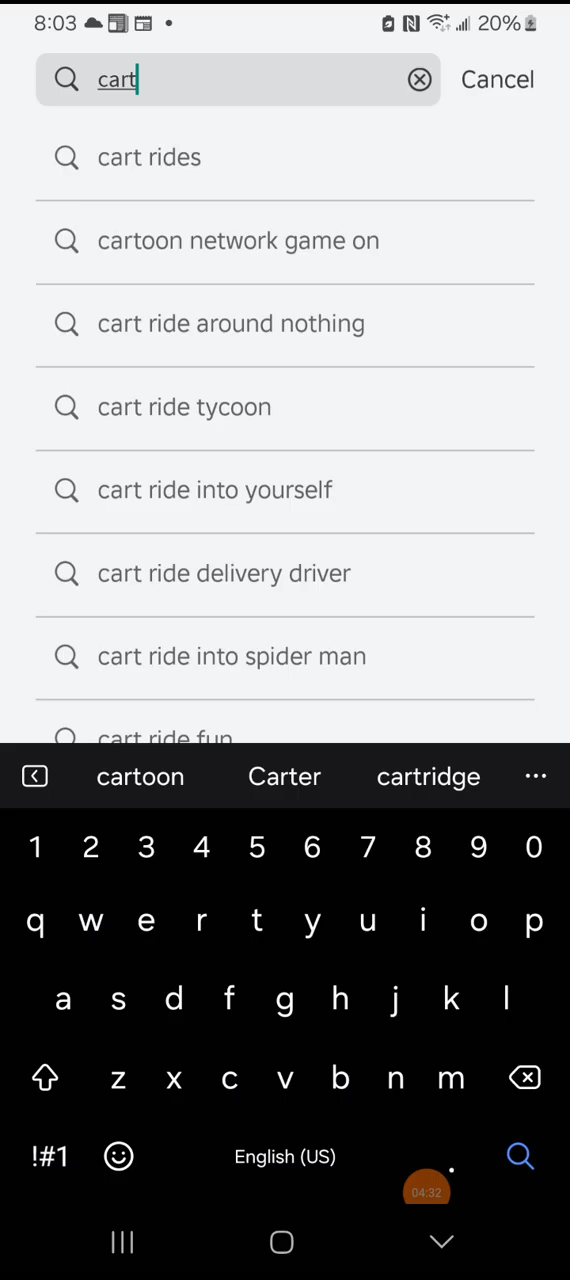 8:03 20%
cart Cancel
cart rides
cartoon network game on
cart ride around nothing
cart ride tycoon
cart ride into yourself
cart ride delivery driver
cart ride into spider man
cart ride fun
cartoon Carter cartridge ...
1 2 3 4 5 6 7 8 9 0
q w e r t y u i o p
a s d f g h j k l
z x c v b n m
!#1 English (US) .
04:32